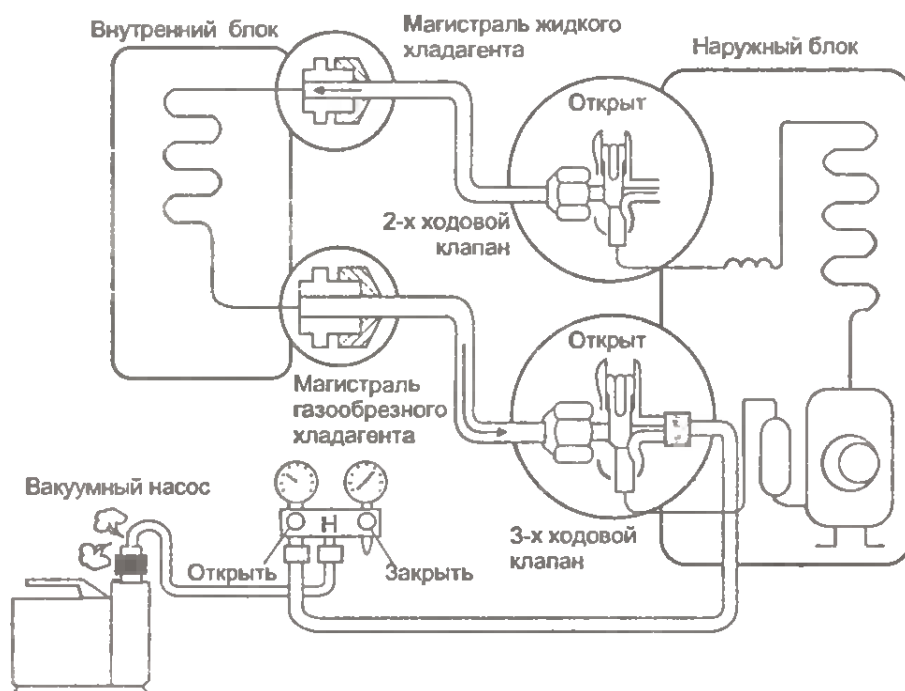 Внутренний блок
Магистраль жидкого
хладагента
Наружный блок
Открыт
2-х ходовой
клапан
Открыт
Магистраль
газообрезного
хладагента
Вакуумный насос
Н
Открыть
Закрыть
3-х ходовой
клапан